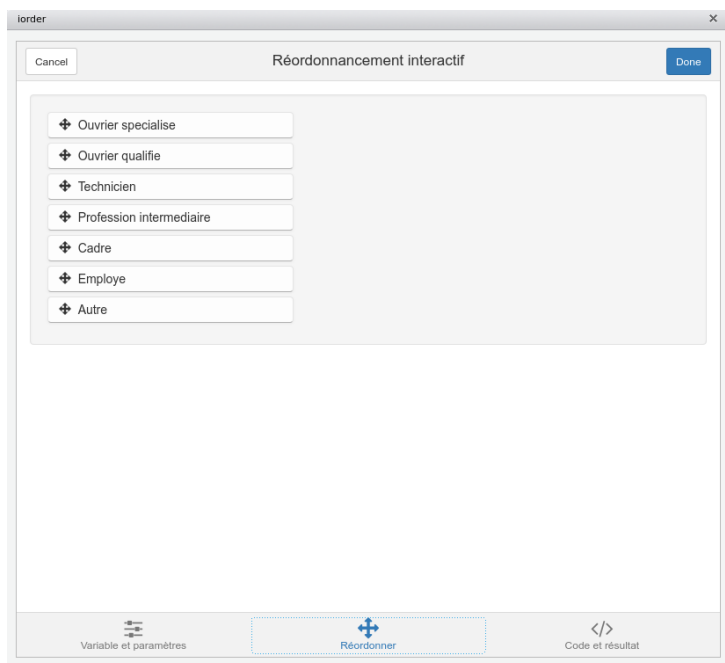 iorder
Cancel
Réordonnancement interactif
Done
Ouvrier specialise
Ouvrier qualifie
Technicien
Profession intermediaire
Cadre
Employe
Autre
Variable et paramètres
Réordonner
Code et résultat